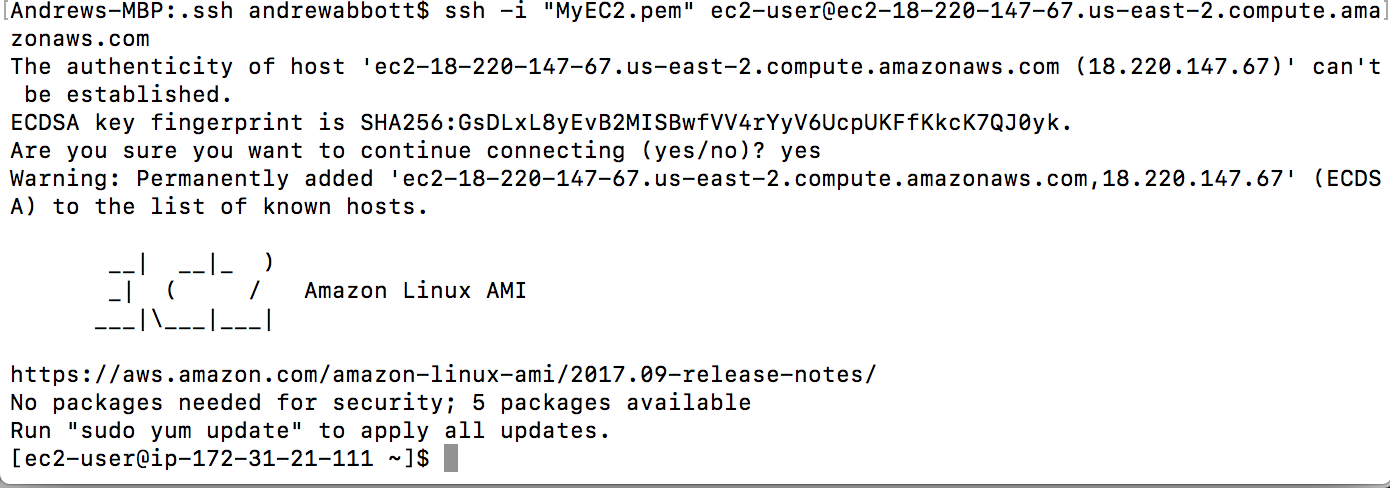 [Andrews-MBP:.ssh andrewabbott$ ssh -i "MyEC2.pem" ec2-user@ec2-18-220-147-67.us-east-2.compute.ama]
zonaws.com
The authenticity of host 'ec2-18-220-147-67.us-east-2.compute.amazonaws.com (18.220.147.67)' can't
 be established.
ECDSA key fingerprint is SHA256:GsDLxL8yEvB2MISBwfVV4rYyV6UcpUKFfKkcK7QJ0yk.
Are you sure you want to continue connecting (yes/no)? yes
Warning: Permanently added 'ec2-18-220-147-67.us-east-2.compute.amazonaws.com,18.220.147.67' (ECDS
A) to the list of known hosts.

       __|  __|_  )
       _|  (     /   Amazon Linux AMI
      ___|\___|___|

https://aws.amazon.com/amazon-linux-ami/2017.09-release-notes/
No packages needed for security; 5 packages available
Run "sudo yum update" to apply all updates.
[ec2-user@ip-172-31-21-111 ~]$